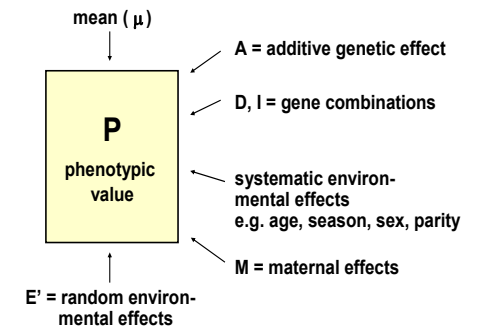 mean ( μ )
A = additive genetic effect
D, I = gene combinations
P
phenotypic
value
systematic environ-
mental effects
e.g. age, season, sex, parity
M = maternal effects
E' = random environ-
mental effects